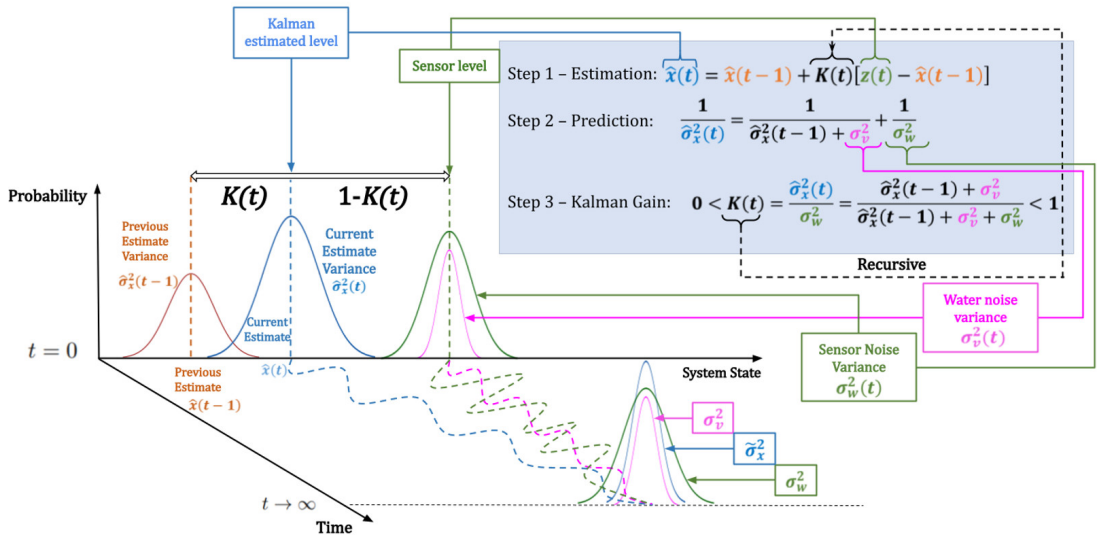 Kalman
estimated level
Sensor level
Step 1 – Estimation: x̂(t) = x̂(t − 1) + K(t)[z(t) − x̂(t − 1)]
Step 2 – Prediction: 1/σ̂²ₓ(t) = 1/(σ̂²ₓ(t − 1) + σ²ᵥ) + 1/σ²_w
Step 3 – Kalman Gain: 0 < K(t) = σ̂²ₓ(t)/σ²_w = (σ̂²ₓ(t − 1) + σ²ᵥ)/(σ̂²ₓ(t − 1) + σ²ᵥ + σ²_w) < 1
Recursive
Probability
K(t)
1-K(t)
Previous
Estimate
Variance
σ̂²ₓ(t − 1)
Current
Estimate
Variance
σ̂²ₓ(t)
Current
Estimate
Water noise
variance
σ²ᵥ(t)
Sensor Noise
Variance
σ²_w(t)
t = 0
x̂(t)
System State
Previous
Estimate
x̂(t − 1)
σ²ᵥ
σ̃²ₓ
σ²_w
t → ∞
Time